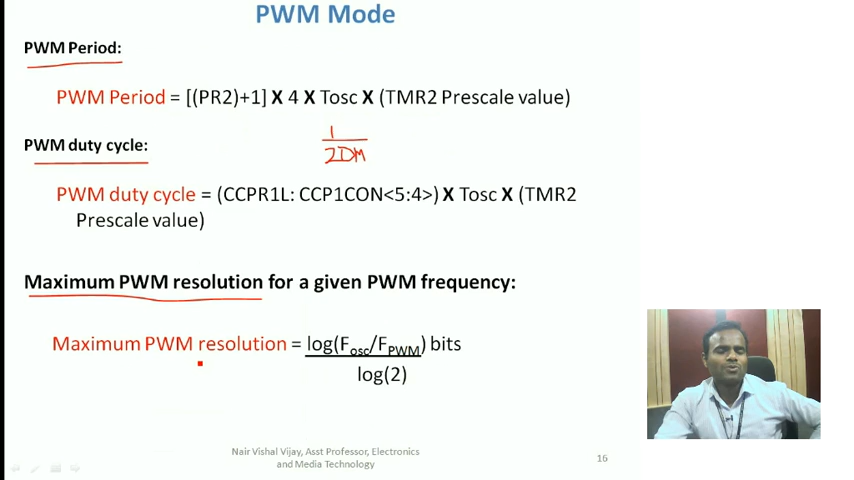 PWM Mode
PWM Period:
PWM Period = [(PR2)+1] X 4 X Tosc X (TMR2 Prescale value)
1
20M
PWM duty cycle:
PWM duty cycle = (CCPR1L: CCP1CON<5:4>) X Tosc X (TMR2
Prescale value)
Maximum PWM resolution for a given PWM frequency:
Maximum PWM resolution = log(Fosc/FPWM) bits
log(2)
Nair Vishal Vijay, Asst Professor, Electronics
and Media Technology
16